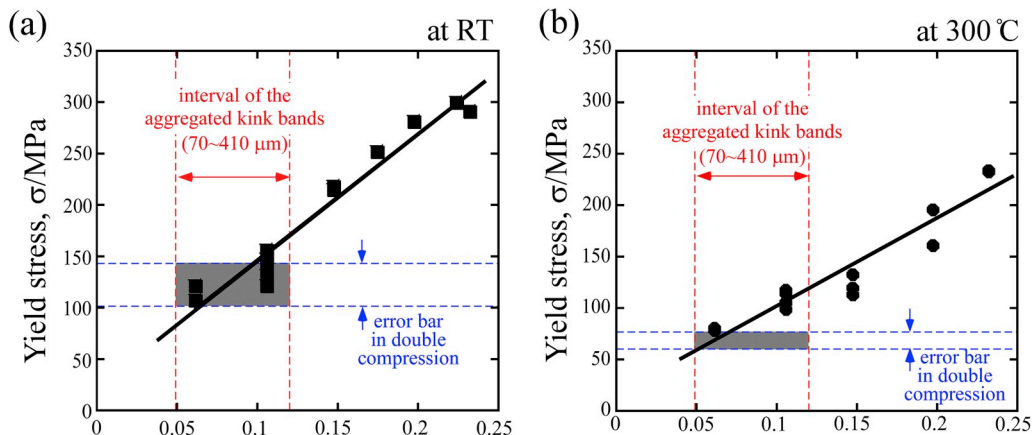 (a)
at RT
Yield stress, σ/MPa
350
300
250
200
150
100
50
0
interval of the
aggregated kink bands
(70~410 μm)
error bar
in double
compression
0
0.05
0.1
0.15
0.2
0.25
(b)
at 300 ℃
Yield stress, σ/MPa
350
300
250
200
150
100
50
0
interval of the
aggregated kink bands
(70~410 μm)
error bar
in double
compression
0
0.05
0.1
0.15
0.2
0.25